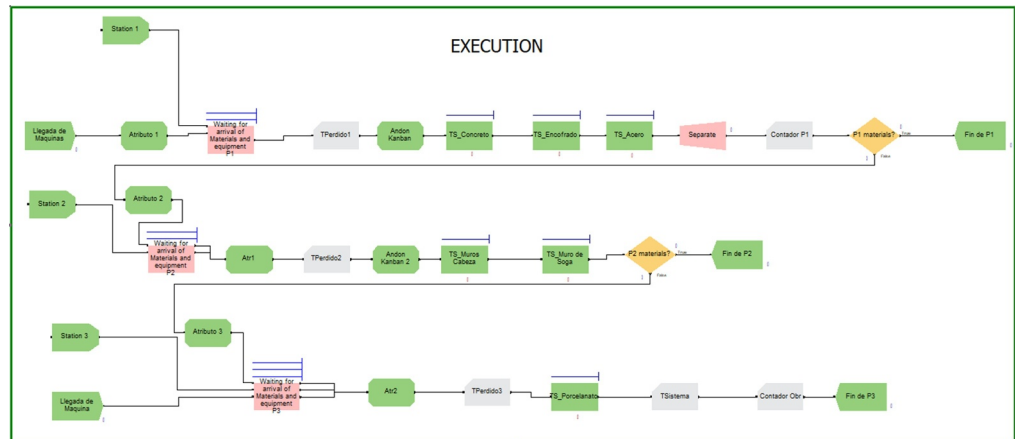 Station 1
EXECUTION
Llegada de
Maquinas
Atributo 1
Waiting for
arrival of
Materials and
equipment
P1
TPerdido1
Andon
Kanban
TS_Concreto
TS_Encofrado
TS_Acero
Separate
Contador P1
P1 materials?
True
False
Fin de P1
Station 2
Atributo 2
Waiting for
arrival of
Materials and
equipment
P2
Atr1
TPerdido2
Andon
Kanban 2
TS_Muros
Cabeza
TS_Muro de
Soga
P2 materials?
True
False
Fin de P2
Station 3
Atributo 3
Llegada de
Maquina
Waiting for
arrival of
Materials and
equipment
P3
Atr2
TPerdido3
TS_Porcelanato
TSistema
Contador Obr
Fin de P3